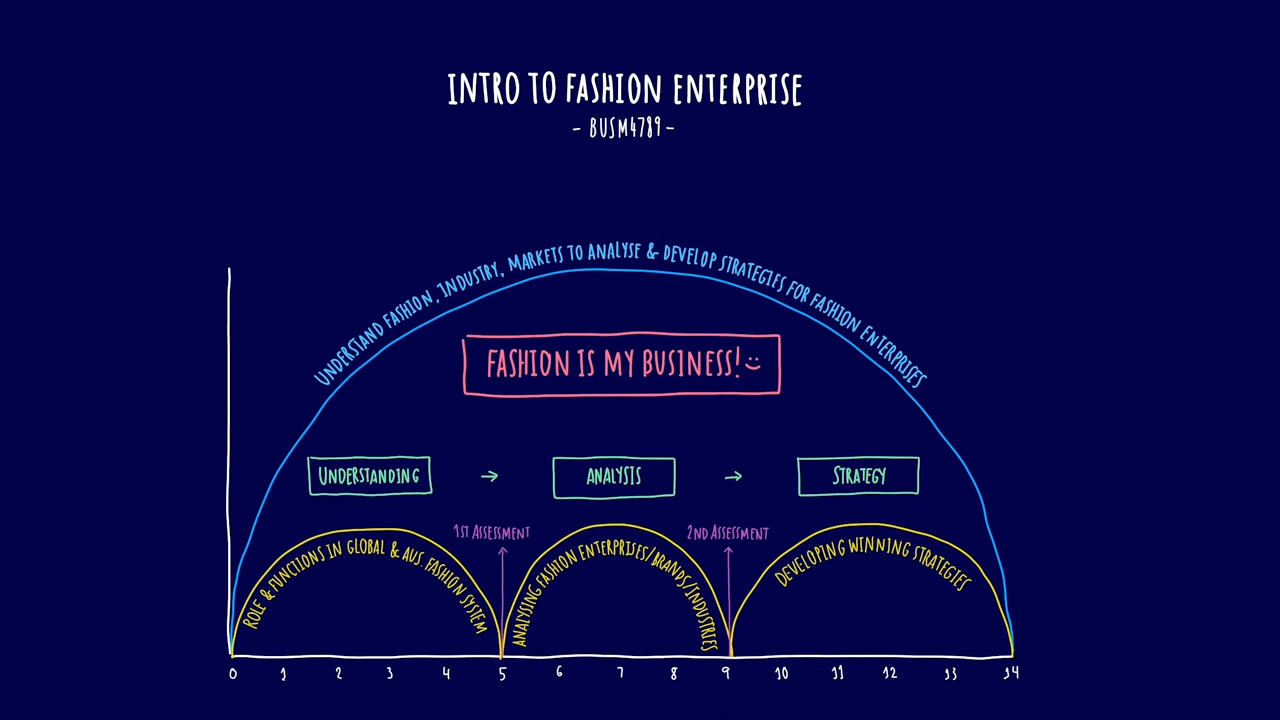 INTRO TO FASHION ENTERPRISE
- BUSM4789 -
UNDERSTAND FASHION, INDUSTRY, MARKETS TO ANALYSE & DEVELOP STRATEGIES FOR FASHION ENTERPRISES
FASHION IS MY BUSINESS! :)
UNDERSTANDING → ANALYSIS → STRATEGY
1ST ASSESSMENT 2ND ASSESSMENT
ROLE & FUNCTIONS IN GLOBAL & AUS. FASHION SYSTEM
ANALYSING FASHION ENTERPRISES/BRANDS/INDUSTRIES
DEVELOPING WINNING STRATEGIES
0 1 2 3 4 5 6 7 8 9 10 11 12 13 14